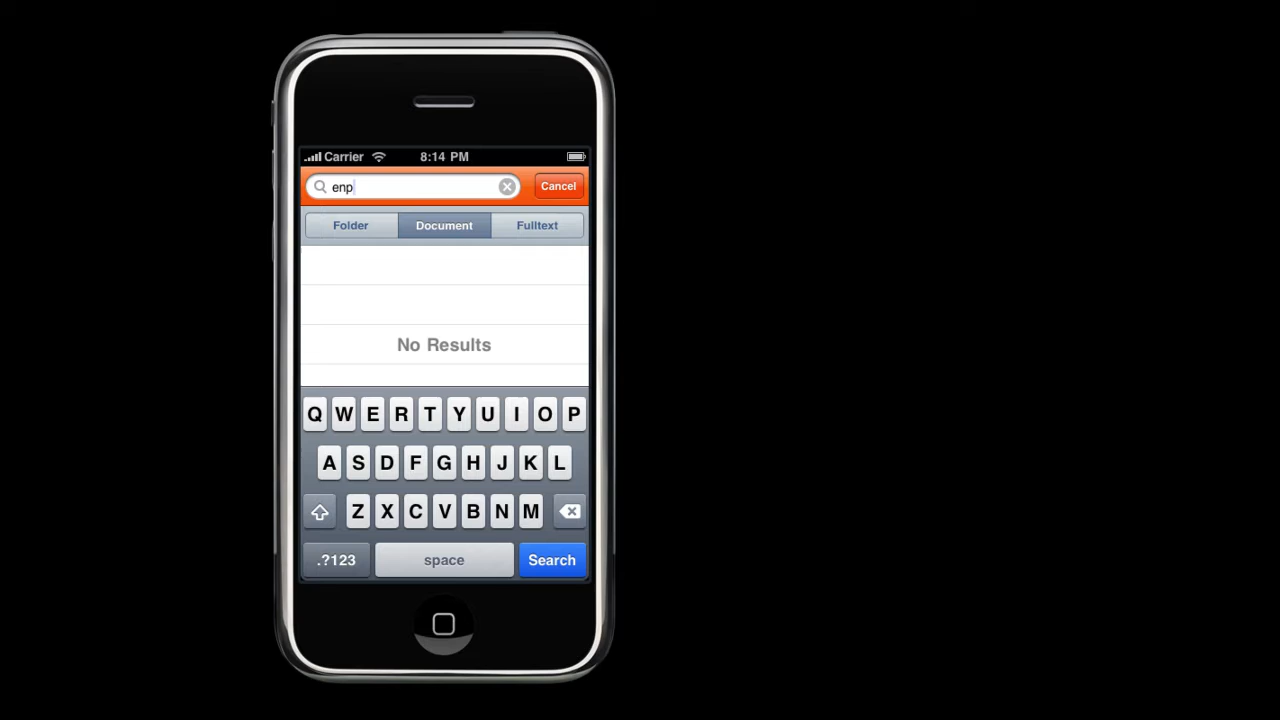 Carrier 8:14 PM
enp Cancel
Folder Document Fulltext
No Results
Q W E R T Y U I O P
A S D F G H J K L
Z X C V B N M
.?123 space Search